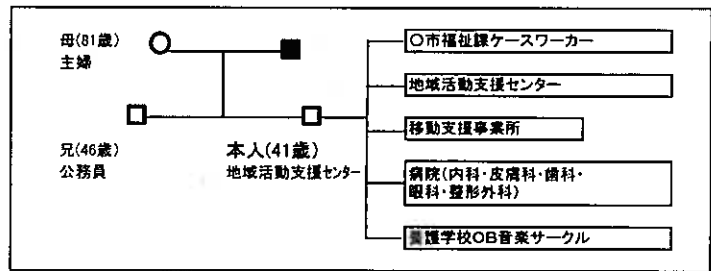 母(81歳)
主婦
兄(46歳)
公務員
本人(41歳)
地域活動支援センター
〇市福祉課ケースワーカー
地域活動支援センター
移動支援事業所
病院(内科・皮膚科・歯科・
眼科・整形外科)
護学校OB音楽サークル